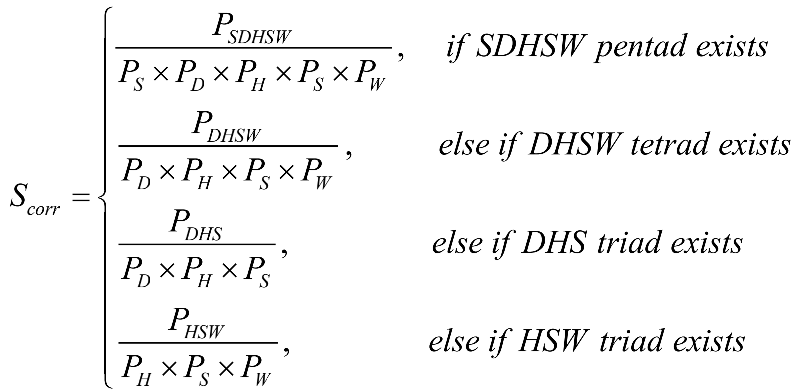 P_SDHSW / P_S × P_D × P_H × P_S × P_W , if SDHSW pentad exists
P_DHSW / P_D × P_H × P_S × P_W , else if DHSW tetrad exists
S_corr =
P_DHS / P_D × P_H × P_S , else if DHS triad exists
P_HSW / P_H × P_S × P_W , else if HSW triad exists